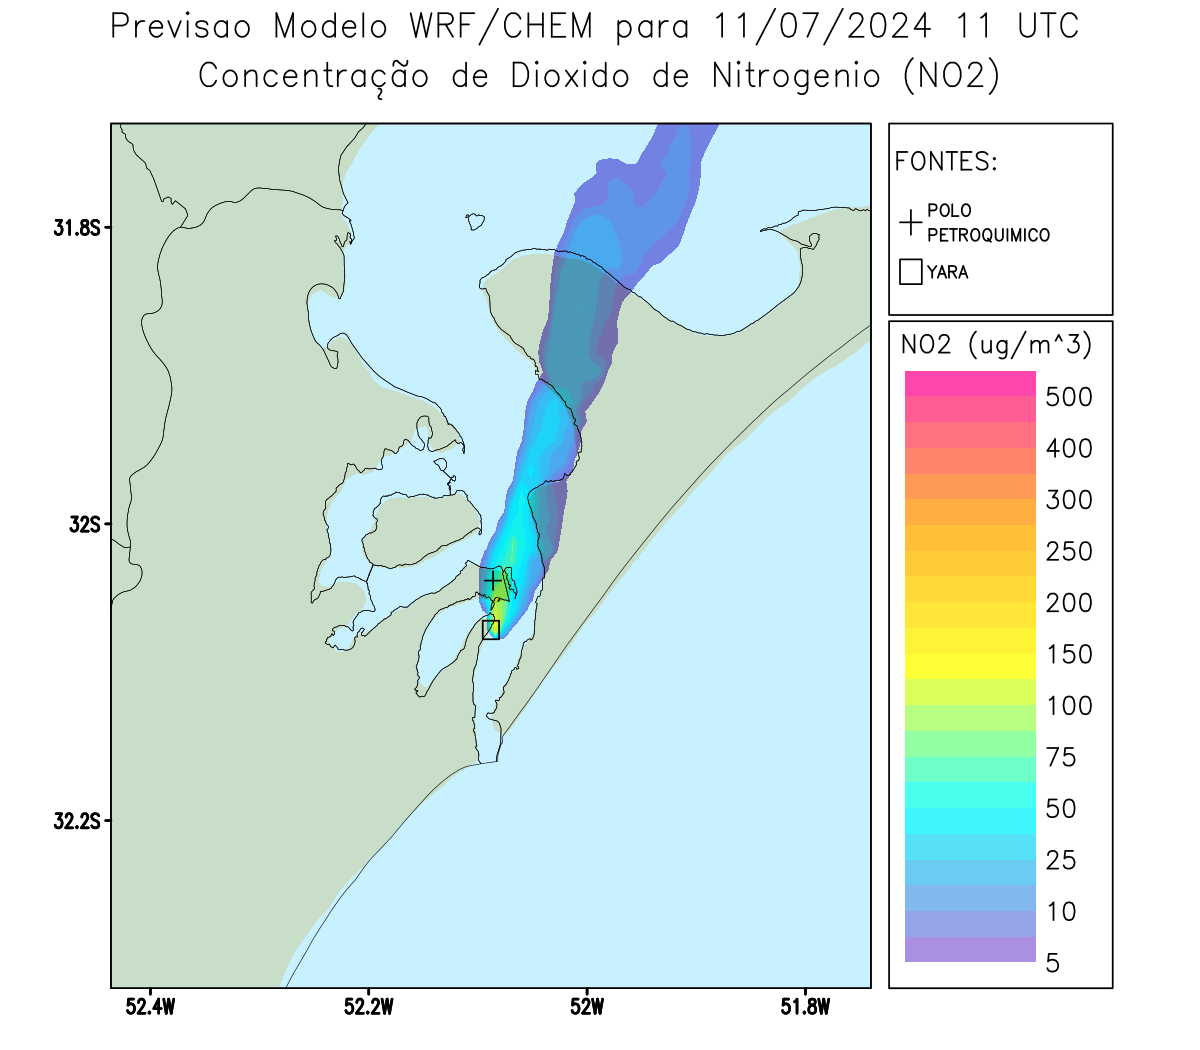 Previsao Modelo WRF/CHEM para 11/07/2024 11 UTC
Concentração de Dioxido de Nitrogenio (NO2)
FONTES:
POLO
PETROQUIMICO
YARA
NO2 (ug/m^3)
500
400
300
250
200
150
100
75
50
25
10
5
31.8S
32S
32.2S
52.4W
52.2W
52W
51.8W